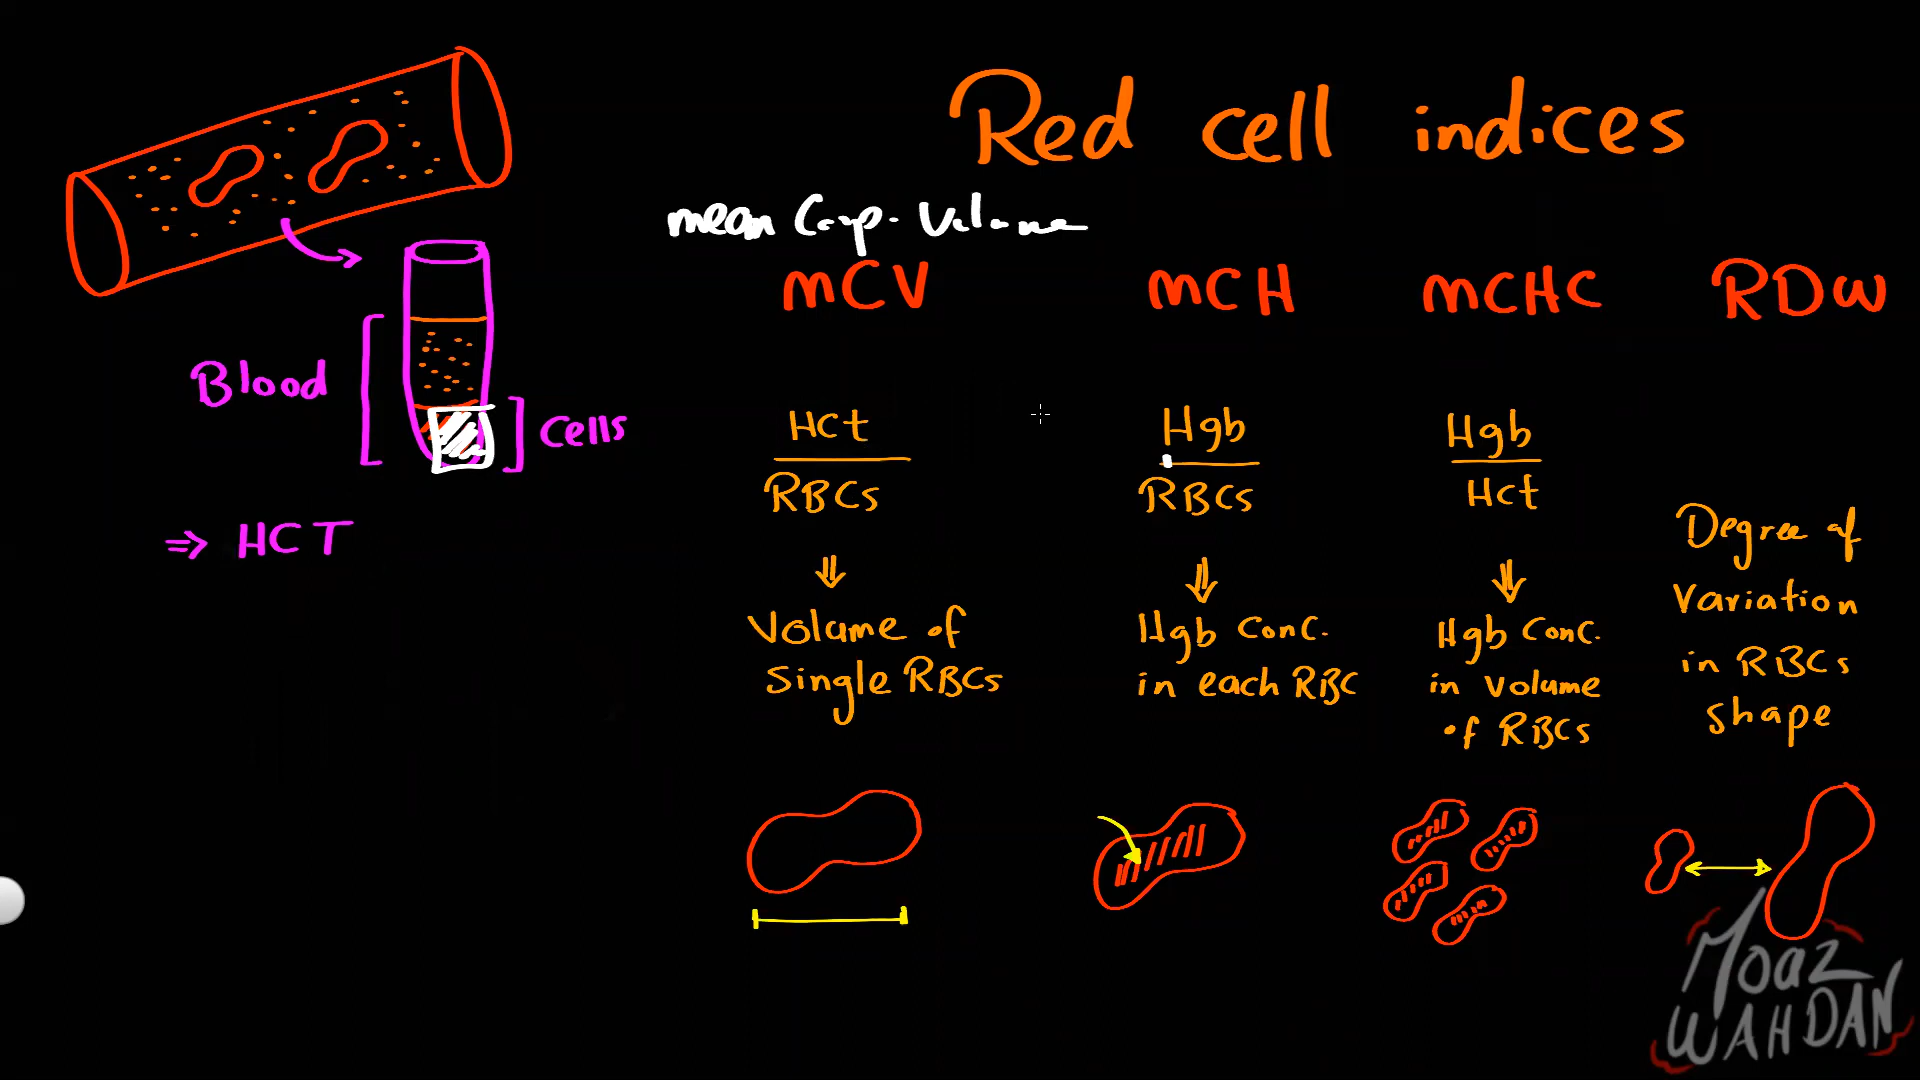 Red cell indices
mean Corp. Volume
mCV mCH mCHC RDW
Blood
Cells
⇒ HCT
Hct
RBCs
⇓
Volume of
Single RBCs
Hgb
RBCs
⇓
Hgb Conc.
in each RBC
Hgb
Hct
⇓
Hgb Conc.
in volume
of RBCs
Degree of
Variation
in RBCs
shape
MOAZ
WAHDAN